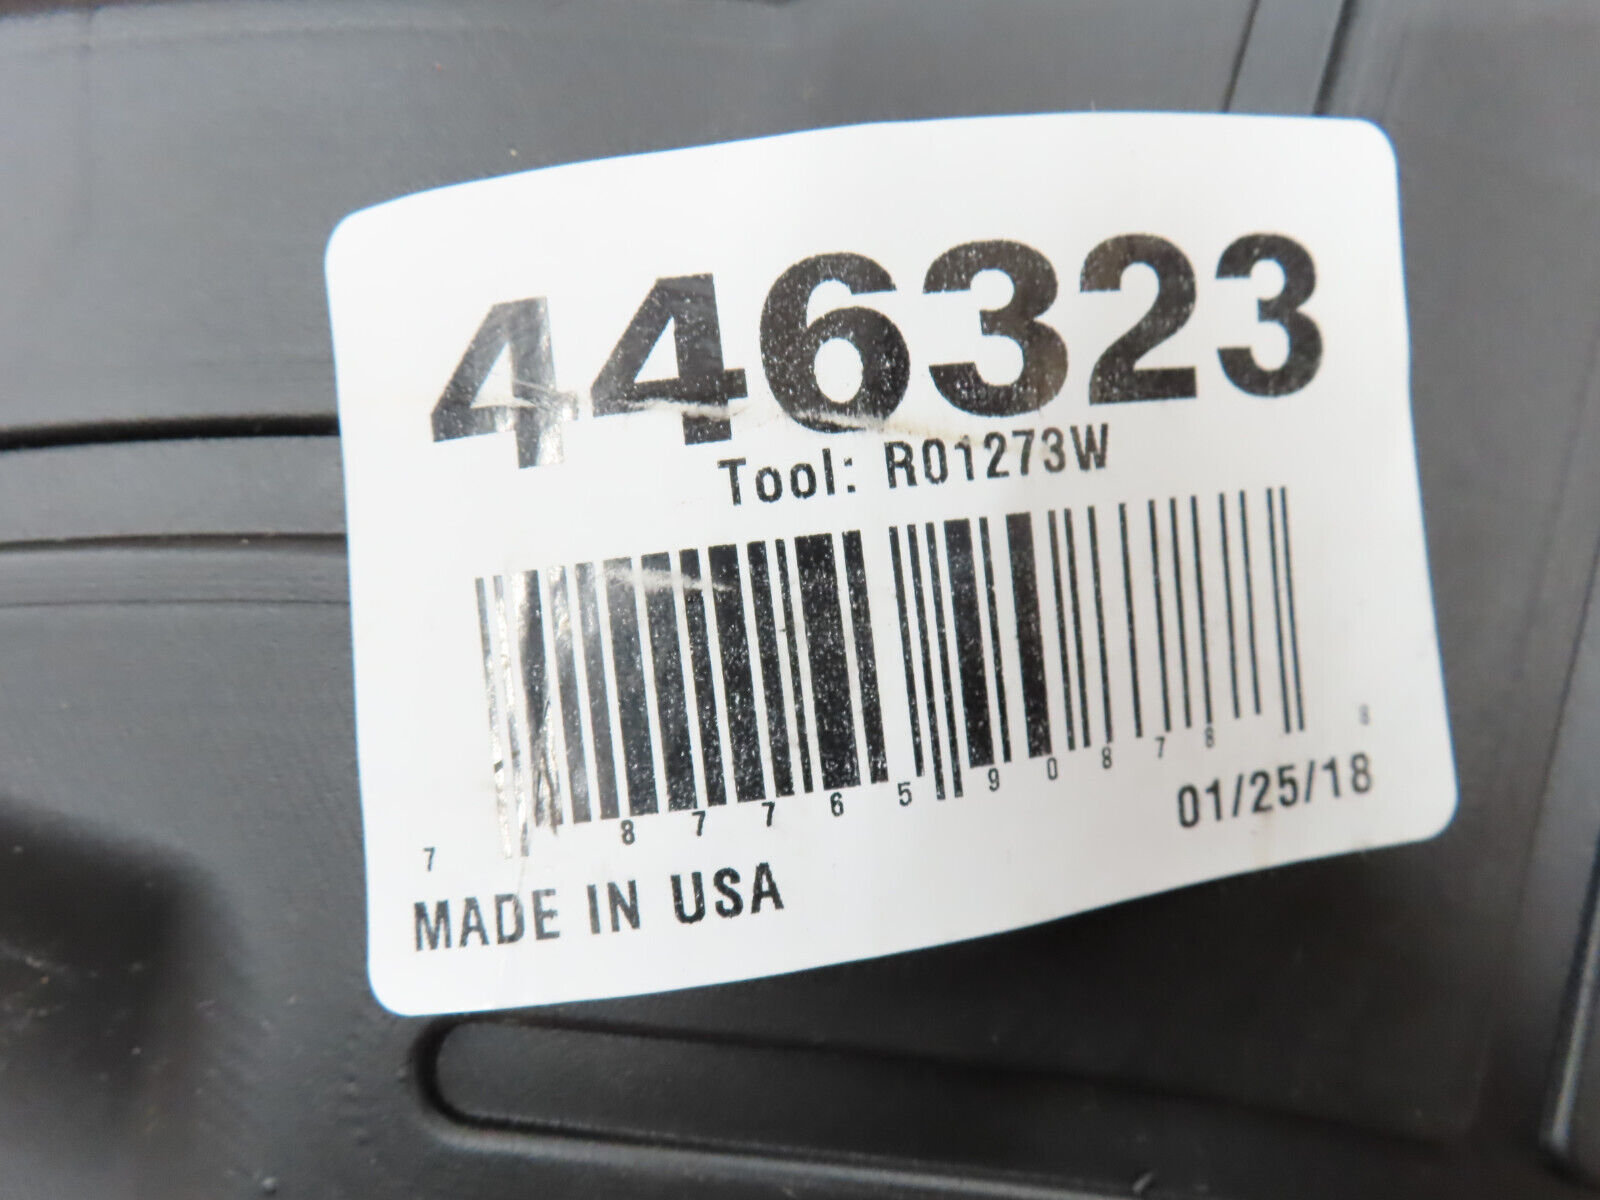 446323
Tool: R01273W
7 87765 90878 8
01/25/18
MADE IN USA